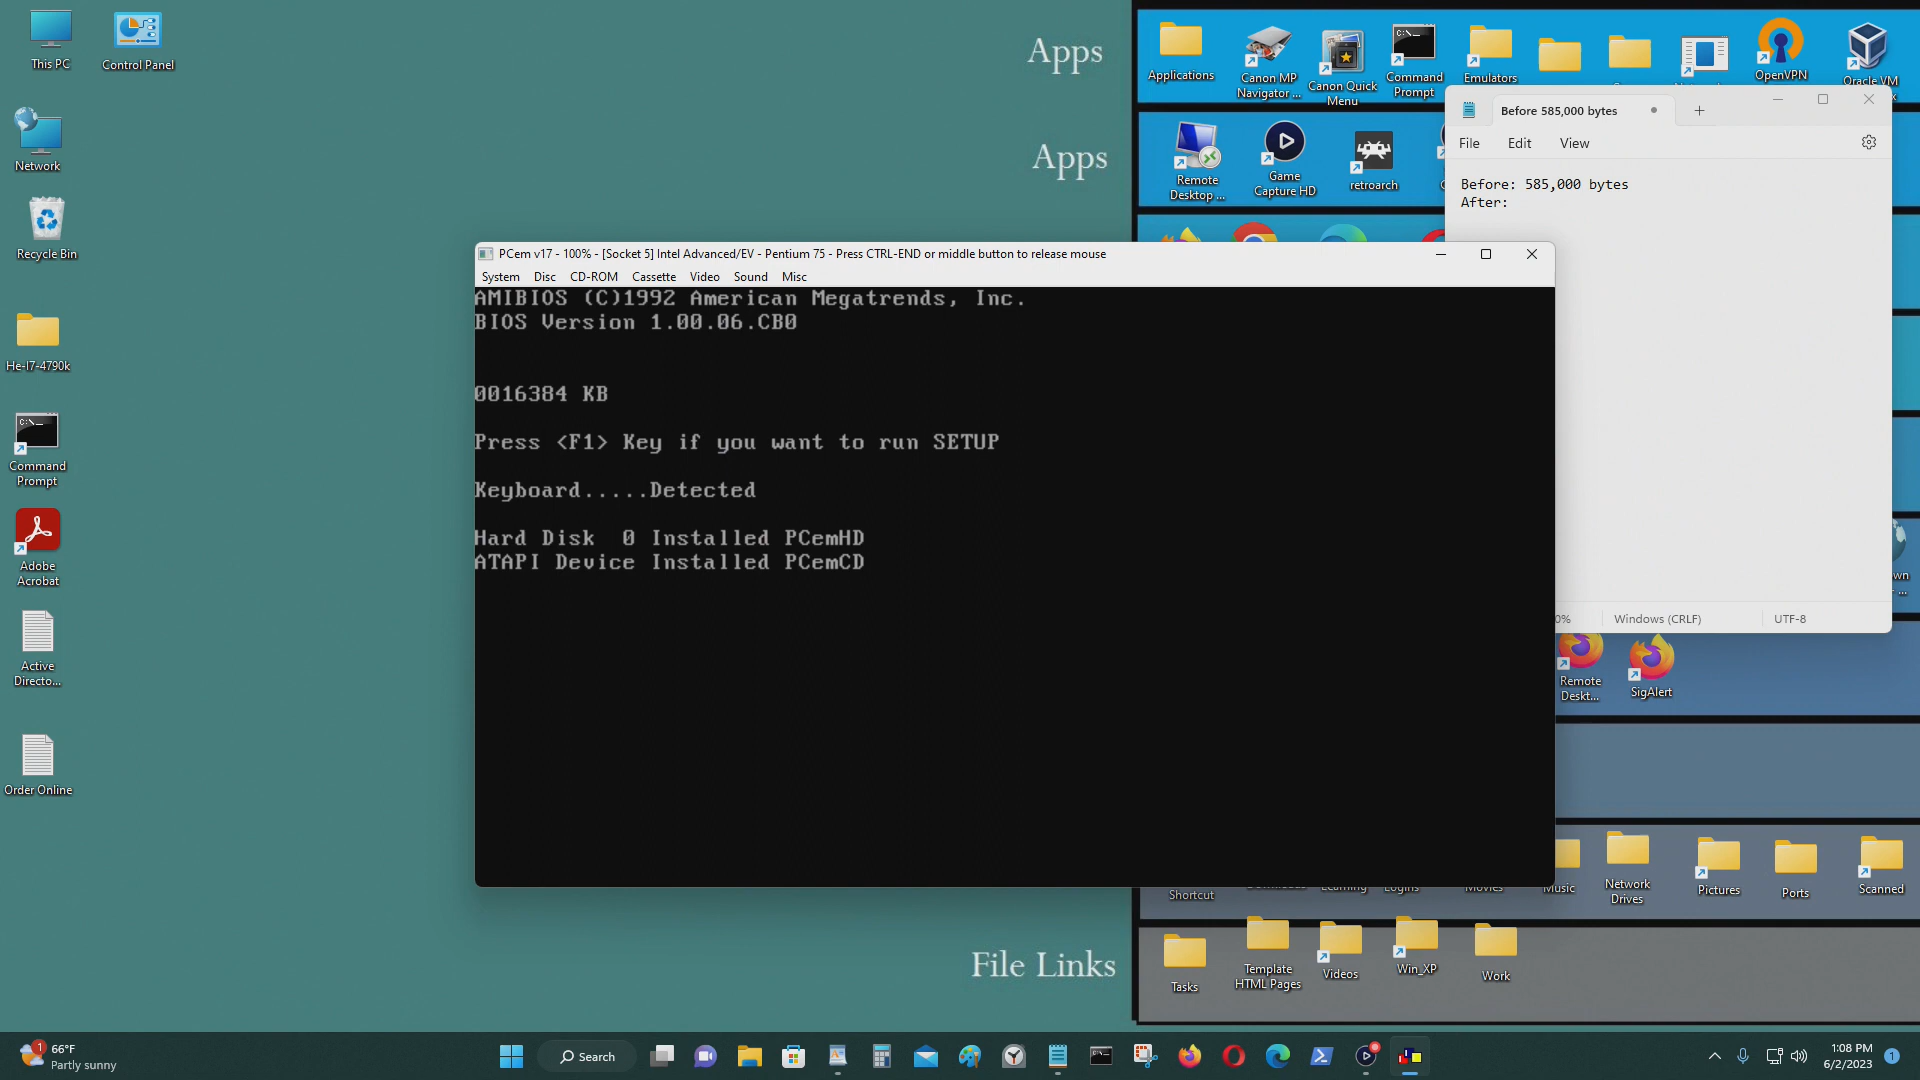 This PC
Control Panel
Network
Recycle Bin
He-I7-4790k
Command
Prompt
Adobe
Acrobat
Active
Directo...
Order Online
Apps
Apps
File Links
Applications
Canon MP
Navigator ...
Canon Quick
Menu
Command
Prompt
Emulators
OpenVPN
Oracle VM
Remote
Desktop ...
Game
Capture HD
retroarch
Before 585,000 bytes
File
Edit
View
Before: 585,000 bytes
After:
Windows (CRLF)
UTF-8
PCem v17 - 100% - [Socket 5] Intel Advanced/EV - Pentium 75 - Press CTRL-END or middle button to release mouse
System
Disc
CD-ROM
Cassette
Video
Sound
Misc
AMIBIOS (C)1992 American Megatrends, Inc.
BIOS Version 1.00.06.CB0
0016384 KB
Press <F1> Key if you want to run SETUP
Keyboard.....Detected
Hard Disk  0 Installed PCemHD
ATAPI Device Installed PCemCD
Remote
Deskt...
SigAlert
Shortcut
Music
Network
Drives
Pictures
Ports
Scanned
Tasks
Template
HTML Pages
Videos
Win_XP
Work
1
66°F
Partly sunny
Search
1:08 PM
6/2/2023
1